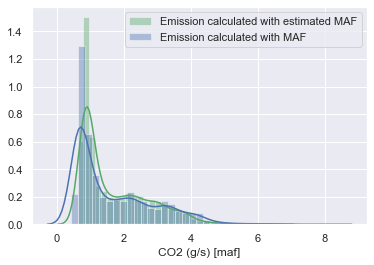 1.4
1.2
1.0
0.8
0.6
0.4
0.2
0.0
Emission calculated with estimated MAF
Emission calculated with MAF
0 2 4 6 8
CO2 (g/s) [maf]